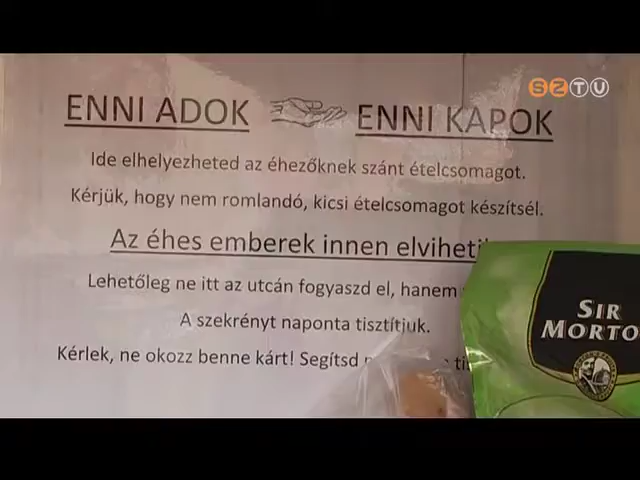 SZTV
ENNI ADOK ENNI KAPOK
Ide elhelyezheted az éhezőknek szánt ételcsomagot.
Kérjük, hogy nem romlandó, kicsi ételcsomagot készítsél.
Az éhes emberek innen
Lehetőleg ne itt az utcán fogyaszd el, hanem
A szekrényt naponta tisztítjuk.
Kérlek, ne okozz benne kárt! Segítsd
SIR
MORTO